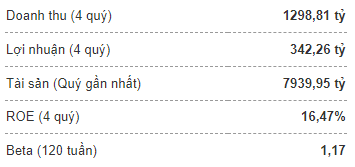 Doanh thu (4 quý) 1298,81 tỷ
Lợi nhuận (4 quý) 342,26 tỷ
Tài sản (Quý gần nhất) 7939,95 tỷ
ROE (4 quý) 16,47%
Beta (120 tuần) 1,17